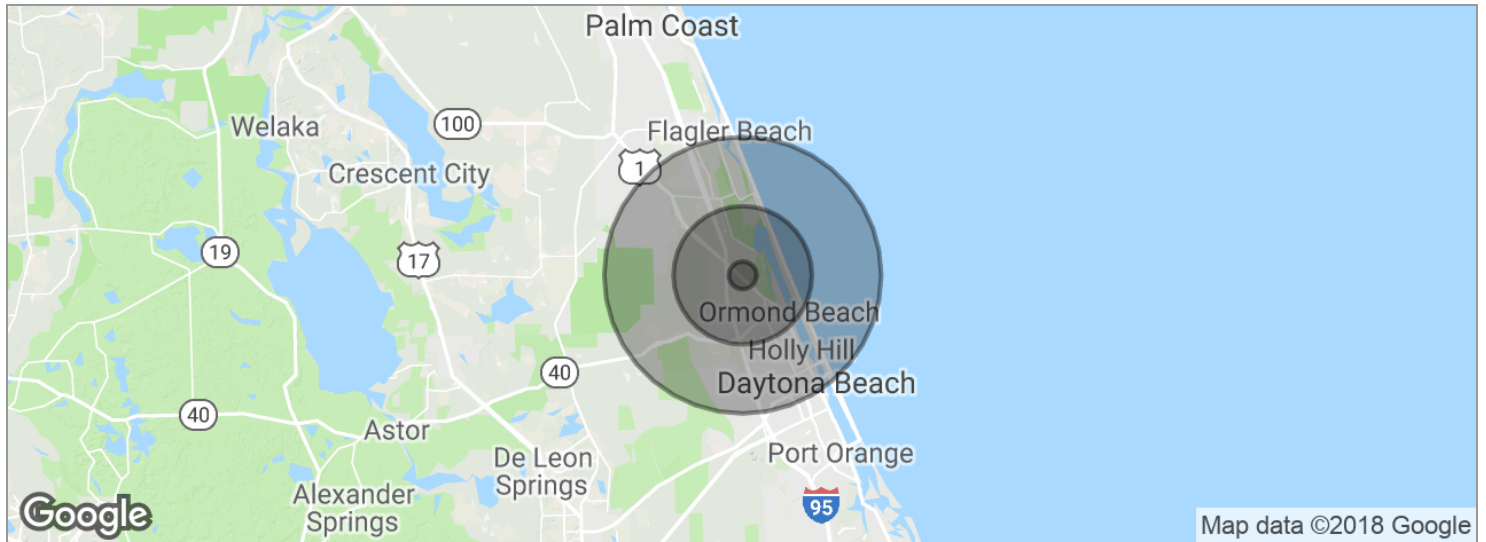 Palm Coast
Welaka
100
Flagler Beach
1
Crescent City
19
17
Ormond Beach
Holly Hill
40
Daytona Beach
40
Astor
De Leon
Springs
Port Orange
Alexander
Springs
95
Google
Map data ©2018 Google